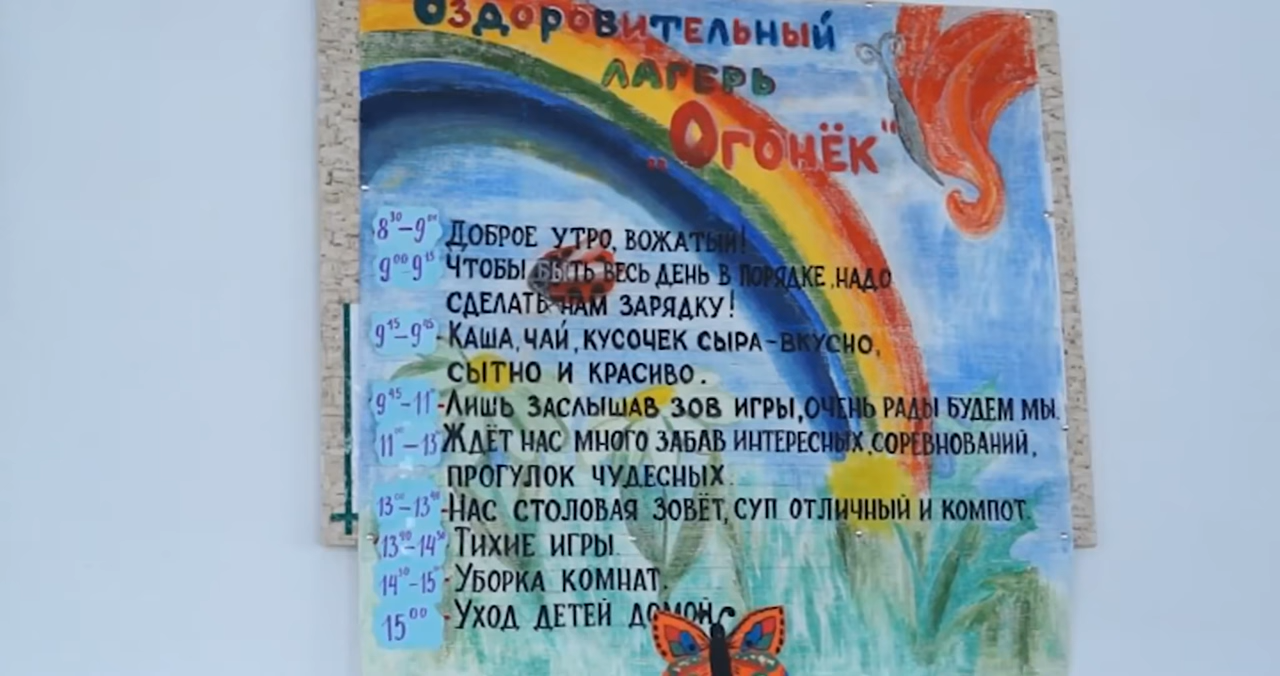 Оздоровительный
лагерь
„Огонёк"
8³⁰–9⁰⁰ Доброе утро, вожатый!
9⁰⁰–9¹⁵ Чтобы быть весь день в порядке, надо
сделать нам зарядку!
9¹⁵–9⁴⁵ - Каша, чай, кусочек сыра – вкусно,
сытно и красиво.
9⁴⁵–11⁰⁰ - Лишь заслышав зов игры, очень рады будем мы.
11⁰⁰–13 Ждёт нас много забав интересных, соревнований,
прогулок чудесных.
13⁰⁰–13⁴⁰ - Нас столовая зовёт, суп отличный и компот.
13⁴⁰–14³⁰ Тихие игры.
14³⁰–15⁰⁰ - Уборка комнат.
15⁰⁰ - Уход детей домой